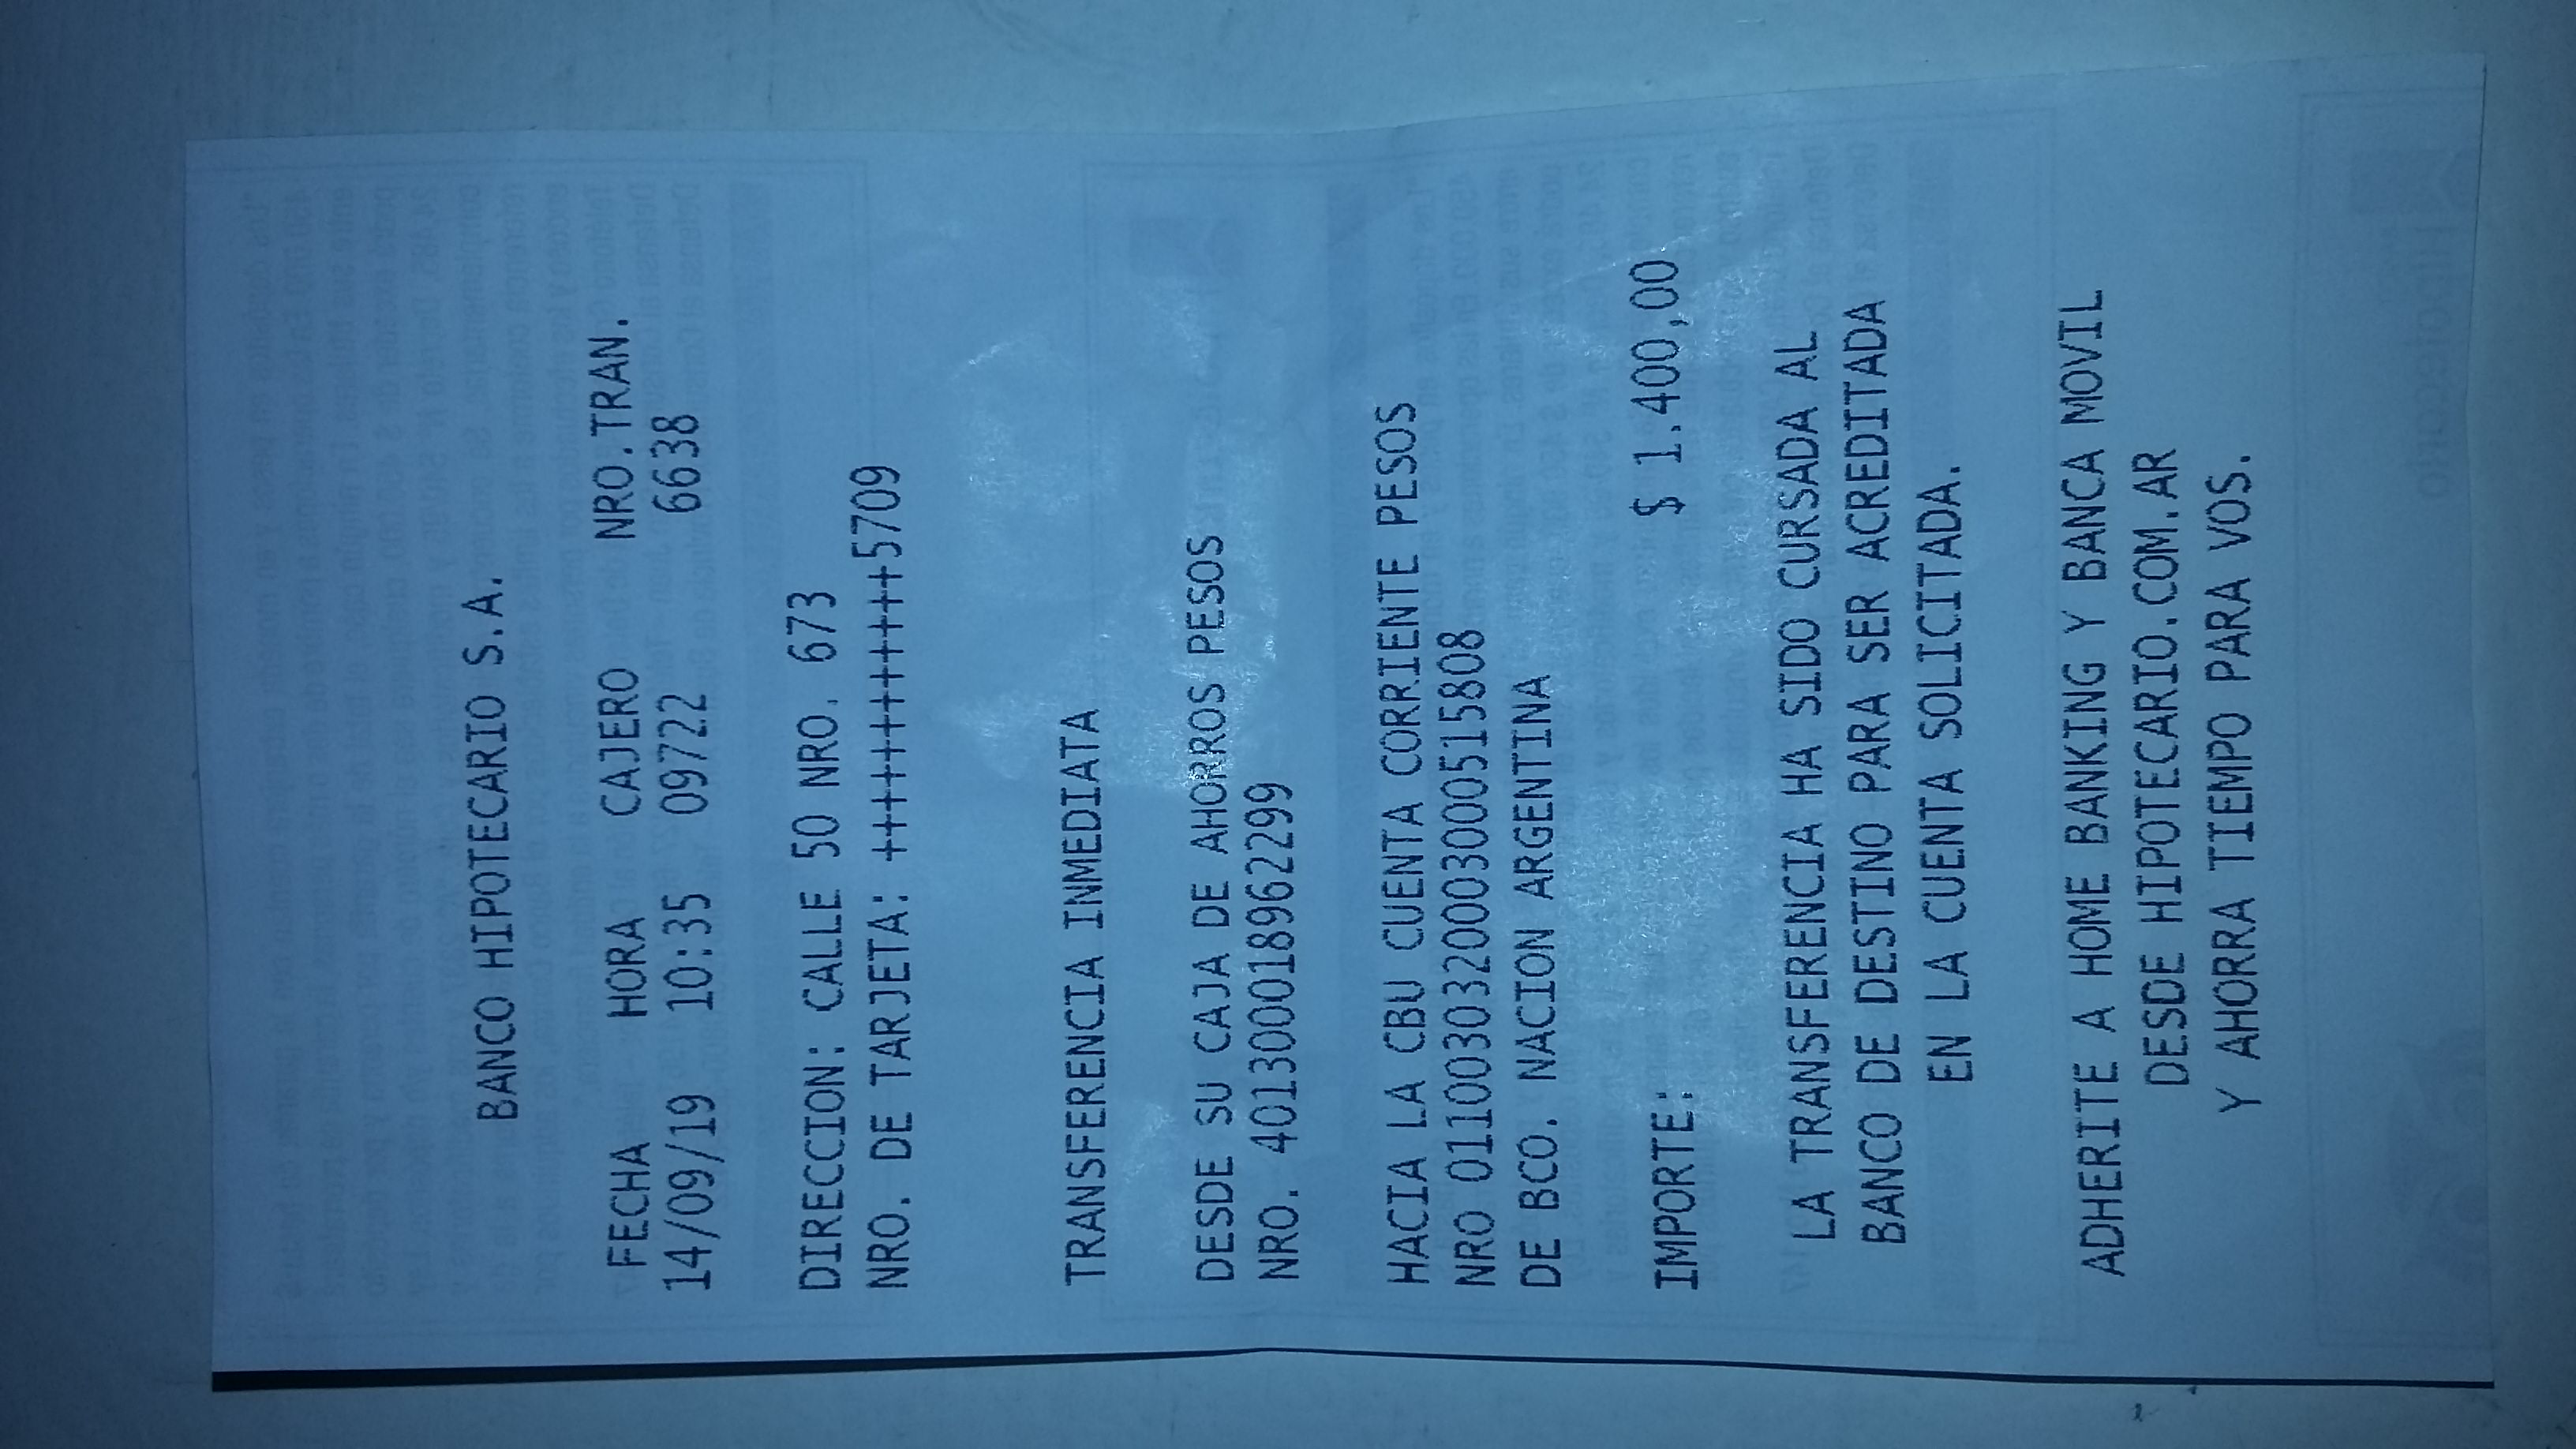 BANCO HIPOTECARIO S.A.
FECHA HORA CAJERO NRO.TRAN.
14/09/19 10:35 09722 6638
DIRECCION: CALLE 50 NRO. 673
NRO. DE TARJETA: ++++++++++++5709
TRANSFERENCIA INMEDIATA
DESDE SU CAJA DE AHORROS PESOS
NRO. 401300018962299
HACIA LA CBU CUENTA CORRIENTE PESOS
NRO 0110030320003000515808
DE BCO. NACION ARGENTINA
IMPORTE: $ 1.400,00
LA TRANSFERENCIA HA SIDO CURSADA AL
BANCO DE DESTINO PARA SER ACREDITADA
EN LA CUENTA SOLICITADA.
ADHERITE A HOME BANKING Y BANCA MOVIL
DESDE HIPOTECARIO.COM.AR
Y AHORRA TIEMPO PARA VOS.